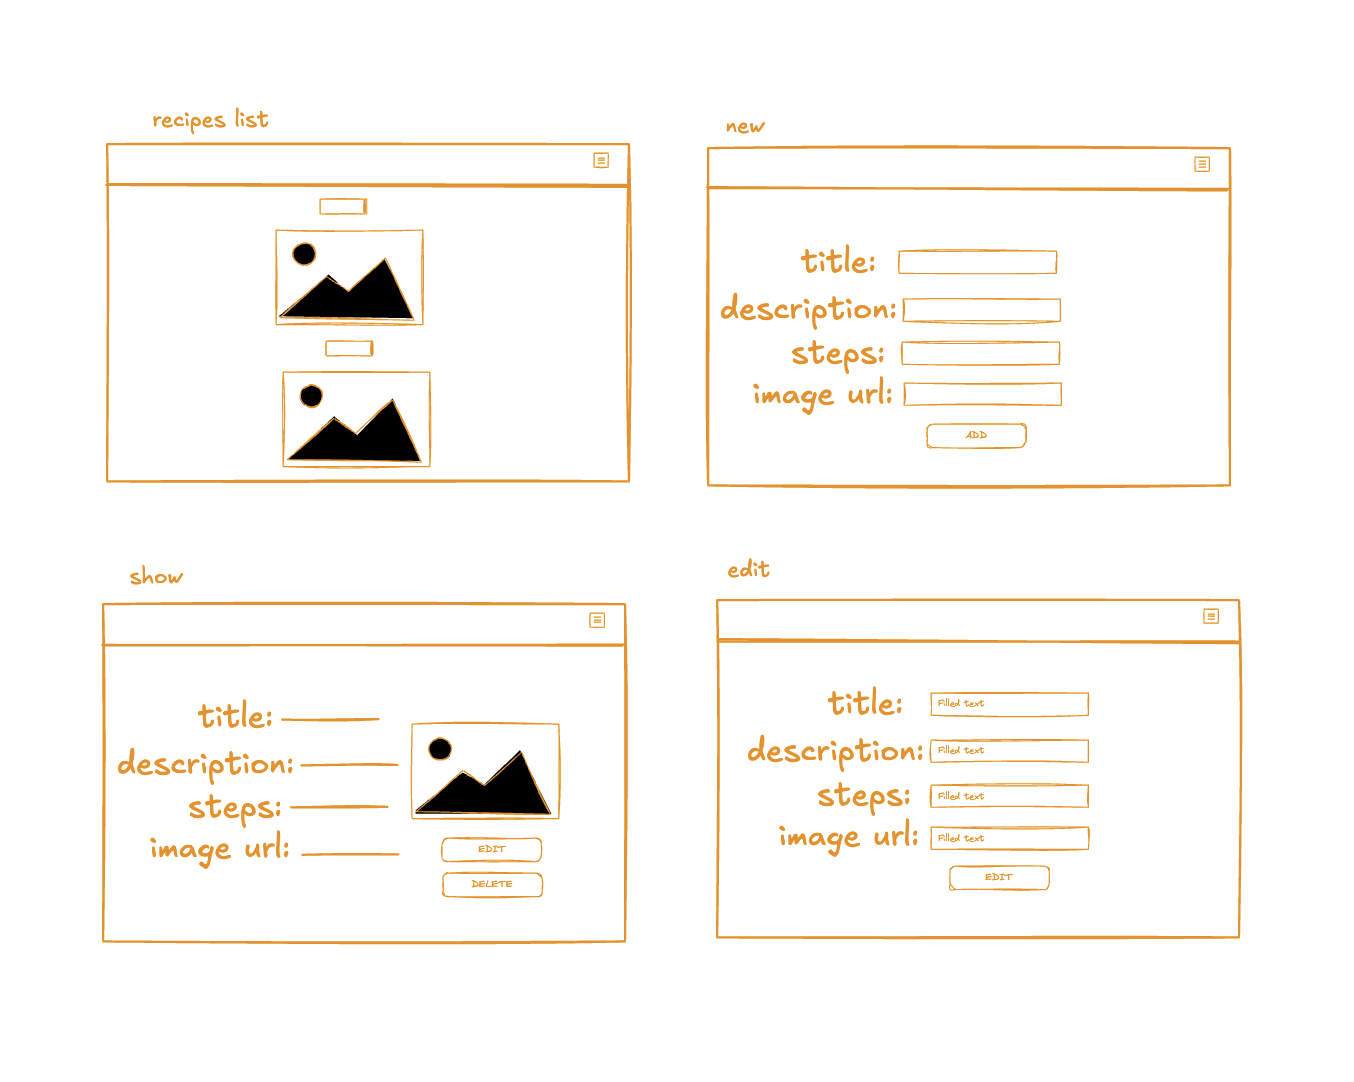 recipes list
new
title:
description:
steps:
image url:
ADD
show
title:
description:
steps:
image url:
EDIT
DELETE
edit
title: Filled text
description: Filled text
steps: Filled text
image url: Filled text
EDIT